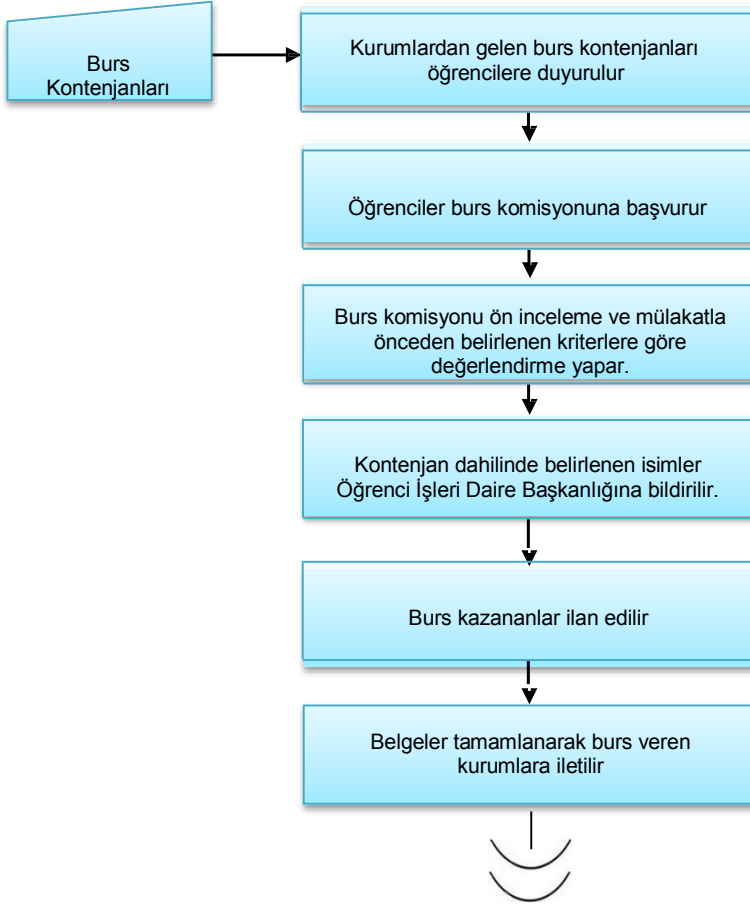 Burs
Kontenjanları
Kurumlardan gelen burs kontenjanları
öğrencilere duyurulur
Öğrenciler burs komisyonuna başvurur
Burs komisyonu ön inceleme ve mülakatla
önceden belirlenen kriterlere göre
değerlendirme yapar.
Kontenjan dahilinde belirlenen isimler
Öğrenci İşleri Daire Başkanlığına bildirilir.
Burs kazananlar ilan edilir
Belgeler tamamlanarak burs veren
kurumlara iletilir